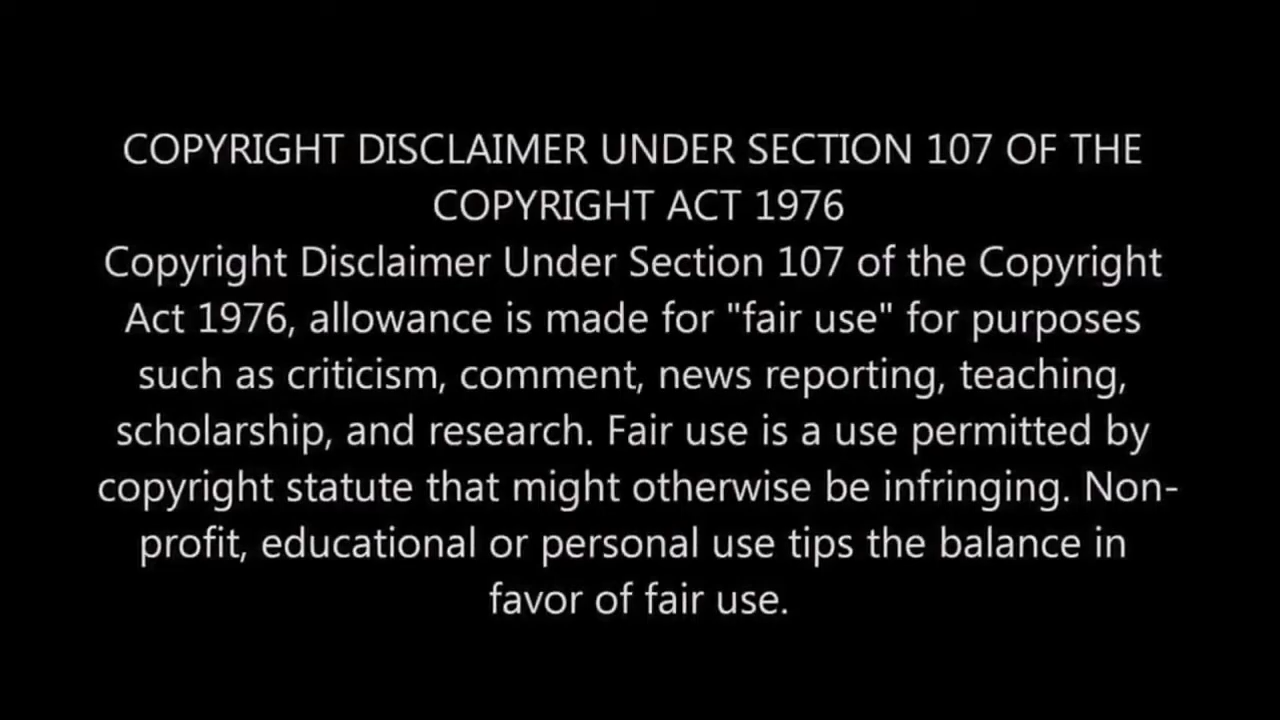 COPYRIGHT DISCLAIMER UNDER SECTION 107 OF THE
COPYRIGHT ACT 1976
Copyright Disclaimer Under Section 107 of the Copyright
Act 1976, allowance is made for "fair use" for purposes
such as criticism, comment, news reporting, teaching,
scholarship, and research. Fair use is a use permitted by
copyright statute that might otherwise be infringing. Non-
profit, educational or personal use tips the balance in
favor of fair use.